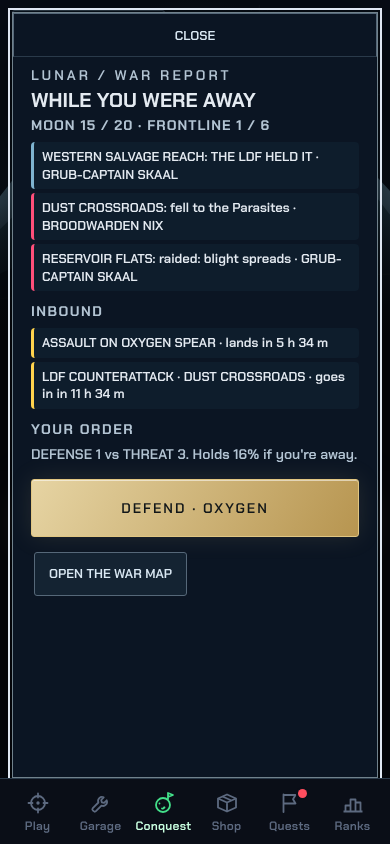 CLOSE
LUNAR / WAR REPORT
WHILE YOU WERE AWAY
MOON 15 / 20 · FRONTLINE 1 / 6
WESTERN SALVAGE REACH: THE LDF HELD IT ·
GRUB-CAPTAIN SKAAL
DUST CROSSROADS: fell to the Parasites ·
BROODWARDEN NIX
RESERVOIR FLATS: raided: blight spreads · GRUB-
CAPTAIN SKAAL
INBOUND
ASSAULT ON OXYGEN SPEAR · lands in 5 h 34 m
LDF COUNTERATTACK · DUST CROSSROADS · goes
in in 11 h 34 m
YOUR ORDER
DEFENSE 1 vs THREAT 3. Holds 16% if you're away.
DEFEND · OXYGEN
OPEN THE WAR MAP
Play Garage Conquest Shop Quests Ranks